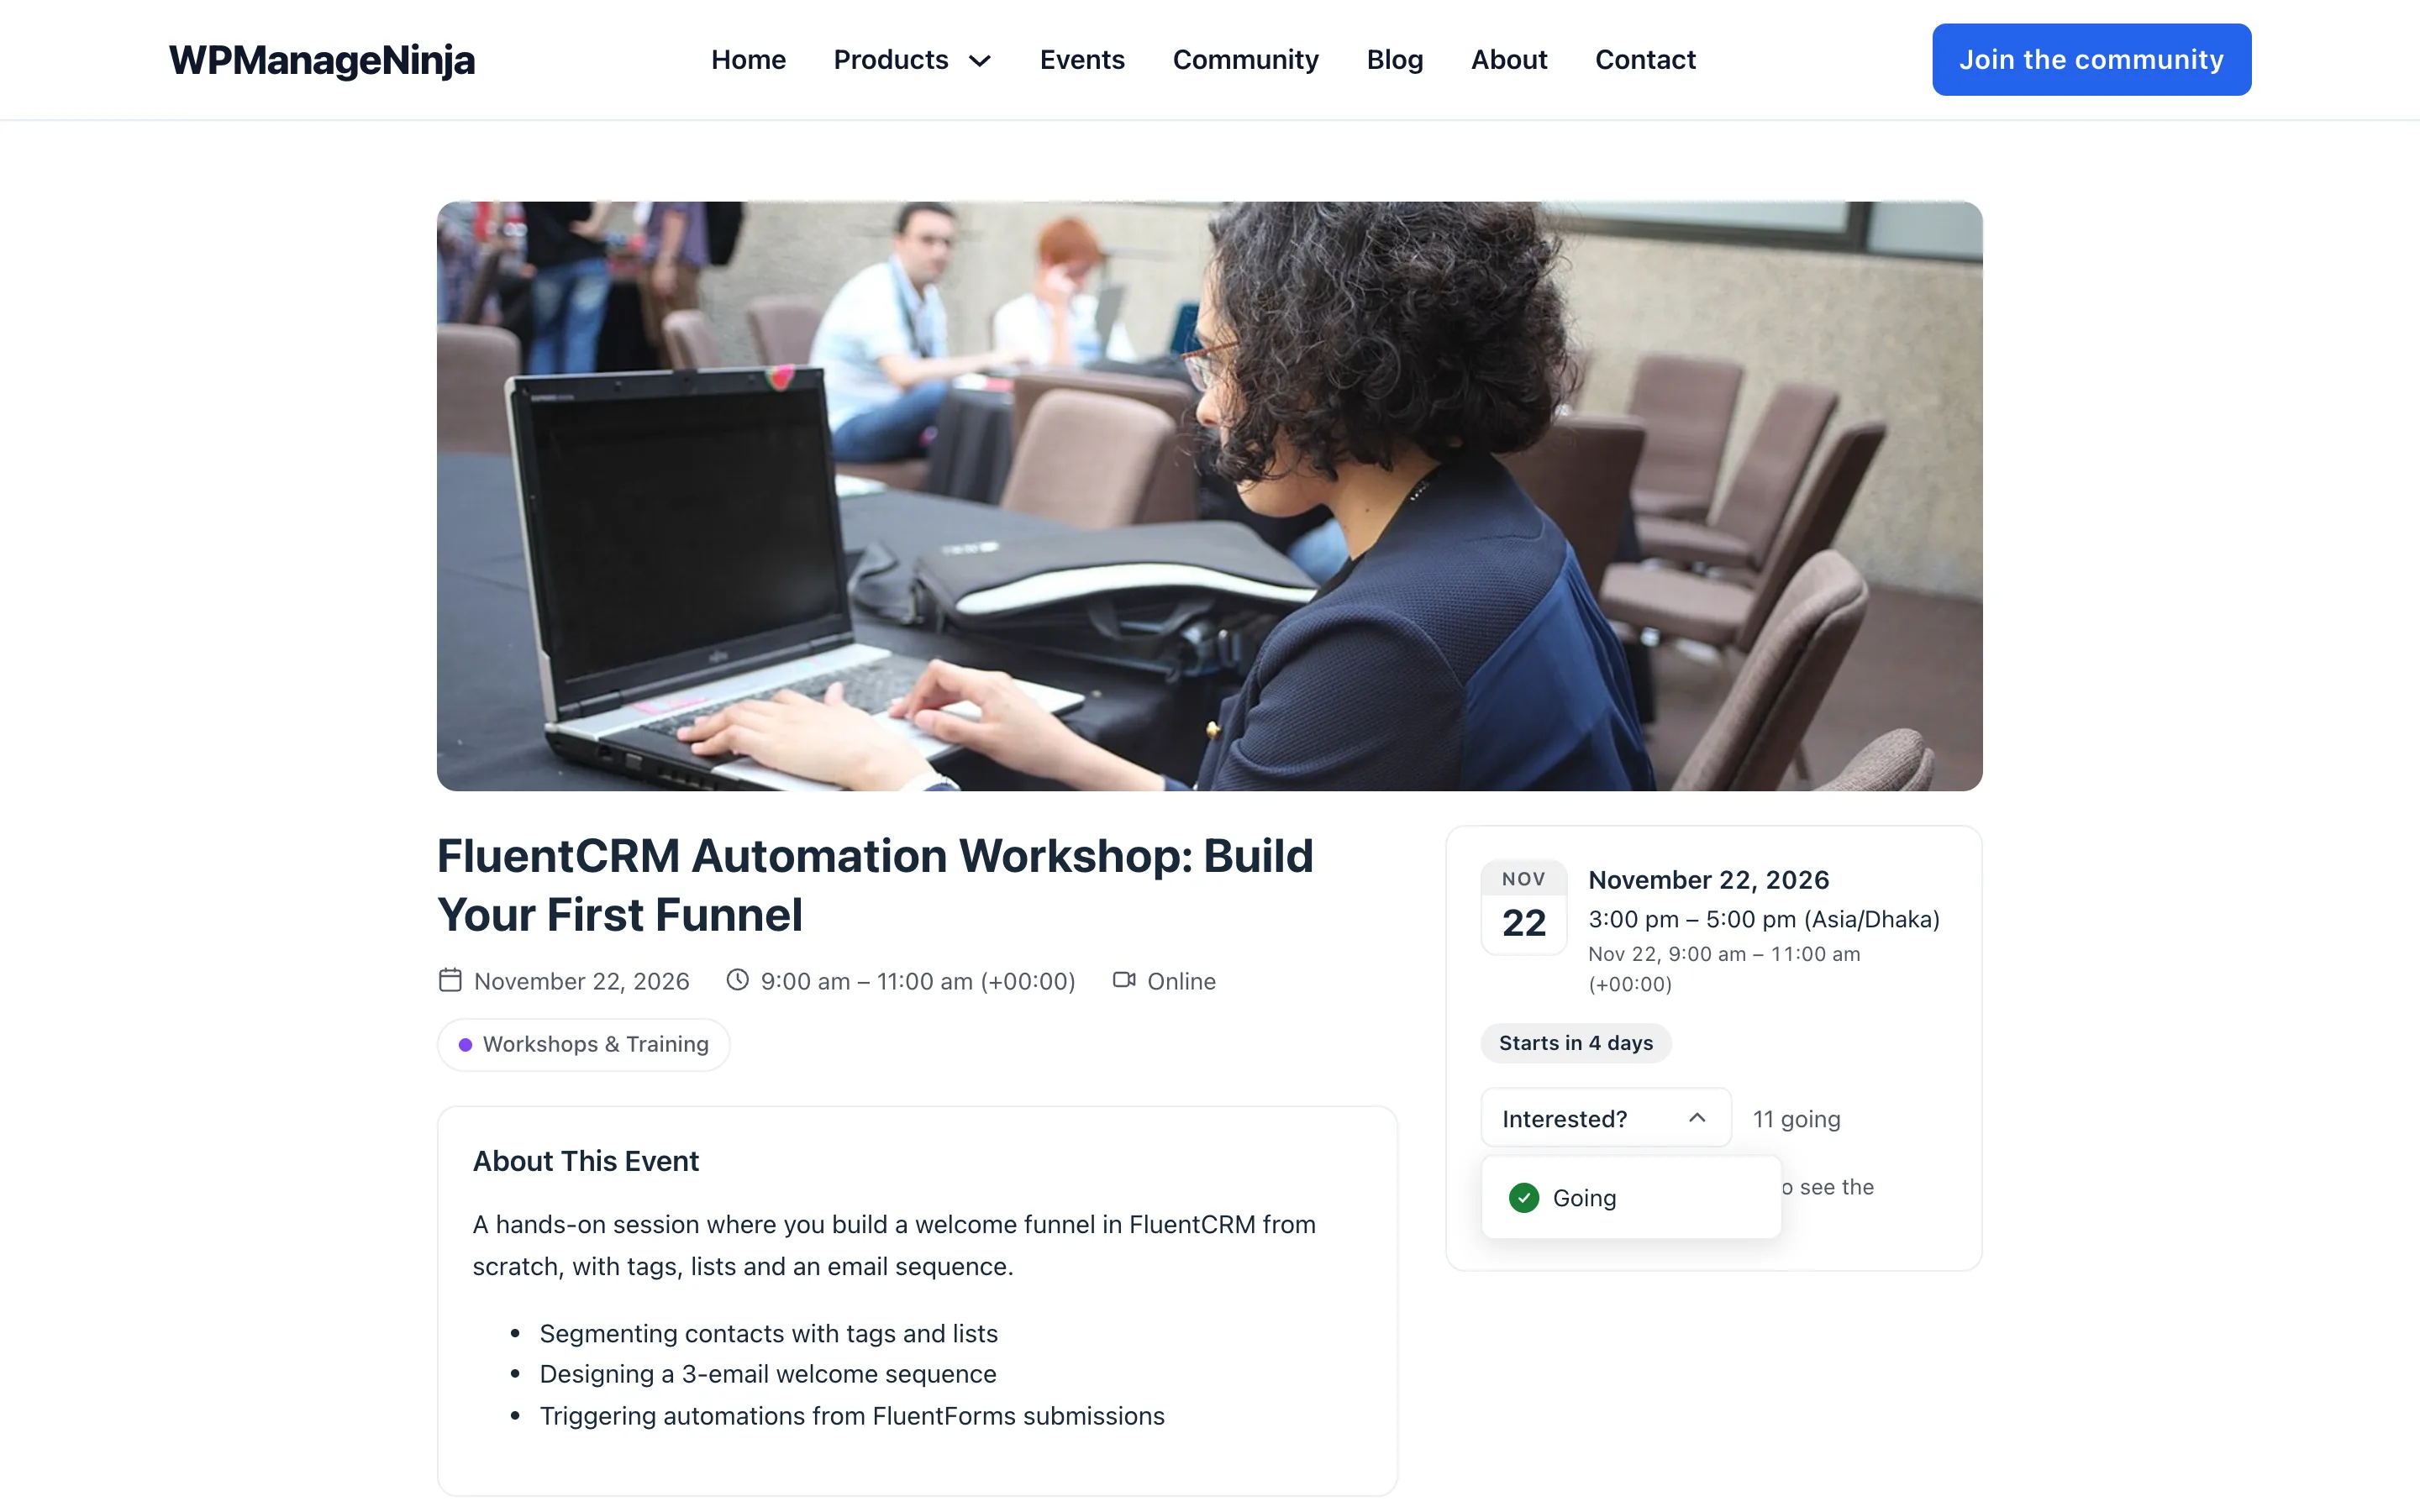 WPManageNinja
Home
Products
Events
Community
Blog
About
Contact
Join the community
FluentCRM Automation Workshop: Build
Your First Funnel
November 22, 2026
9:00 am – 11:00 am (+00:00)
Online
Workshops & Training
About This Event
A hands-on session where you build a welcome funnel in FluentCRM from
scratch, with tags, lists and an email sequence.
• Segmenting contacts with tags and lists
• Designing a 3-email welcome sequence
• Triggering automations from FluentForms submissions
NOV
22
November 22, 2026
3:00 pm – 5:00 pm (Asia/Dhaka)
Nov 22, 9:00 am – 11:00 am
(+00:00)
Starts in 4 days
Interested?
11 going
Going
see the